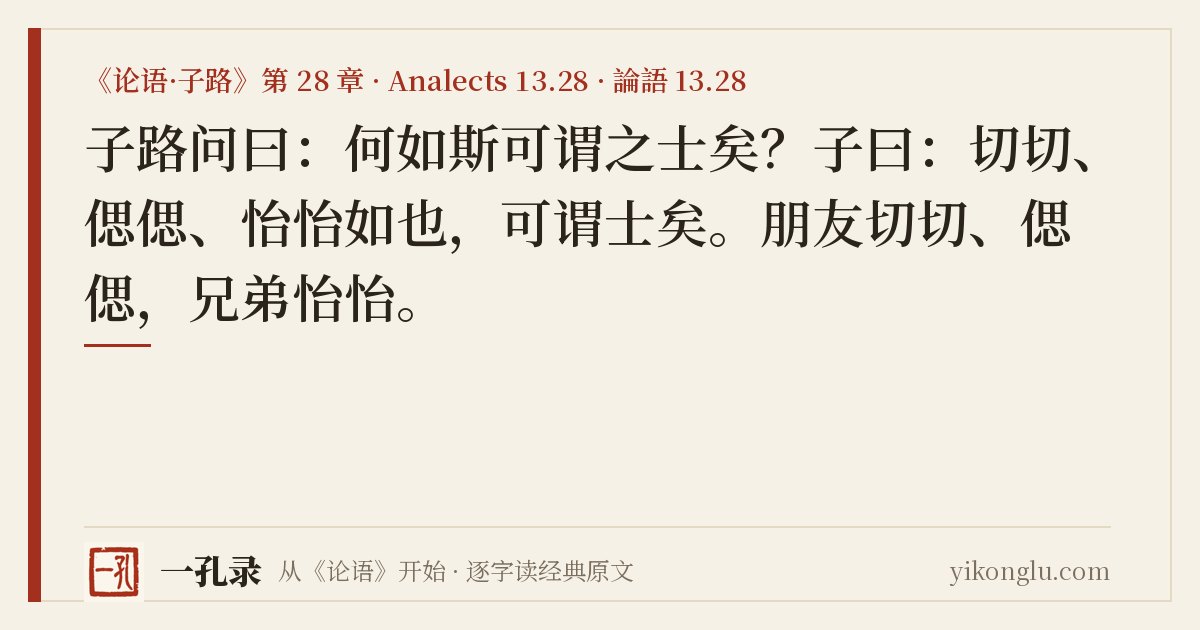 《论语·子路》第 28 章 · Analects 13.28 · 論語 13.28
子路问曰：何如斯可谓之士矣？子曰：切切、
偲偲、怡怡如也，可谓士矣。朋友切切、偲
偲，兄弟怡怡。
一孔
一孔录 从《论语》开始 · 逐字读经典原文 yikonglu.com